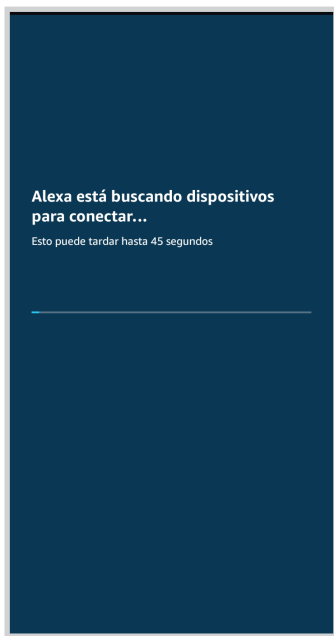 Alexa está buscando dispositivos
para conectar...
Esto puede tardar hasta 45 segundos